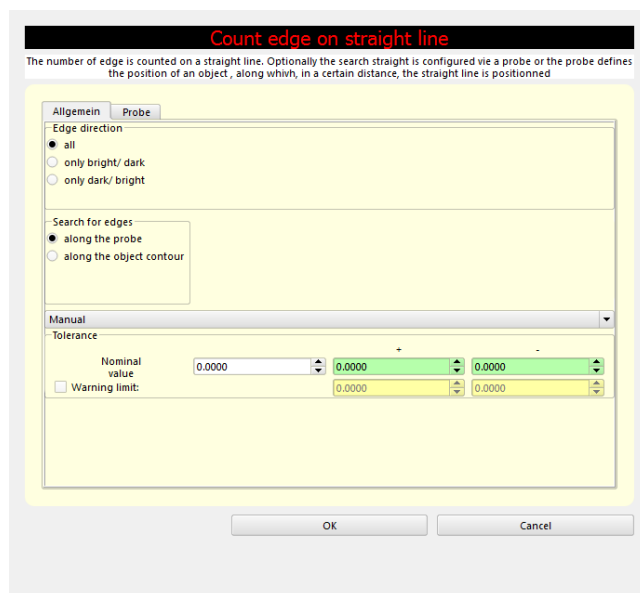 Count edge on straight line
The number of edge is counted on a straight line. Optionally the search straight is configured vie a probe or the probe defines
the position of an object , along whivh, in a certain distance, the straight line is positionned
Allgemein Probe
Edge direction
all
only bright/ dark
only dark/ bright
Search for edges
along the probe
along the object contour
Manual
Tolerance
+ -
Nominal
value 0.0000 0.0000 0.0000
Warning limit: 0.0000 0.0000
OK Cancel